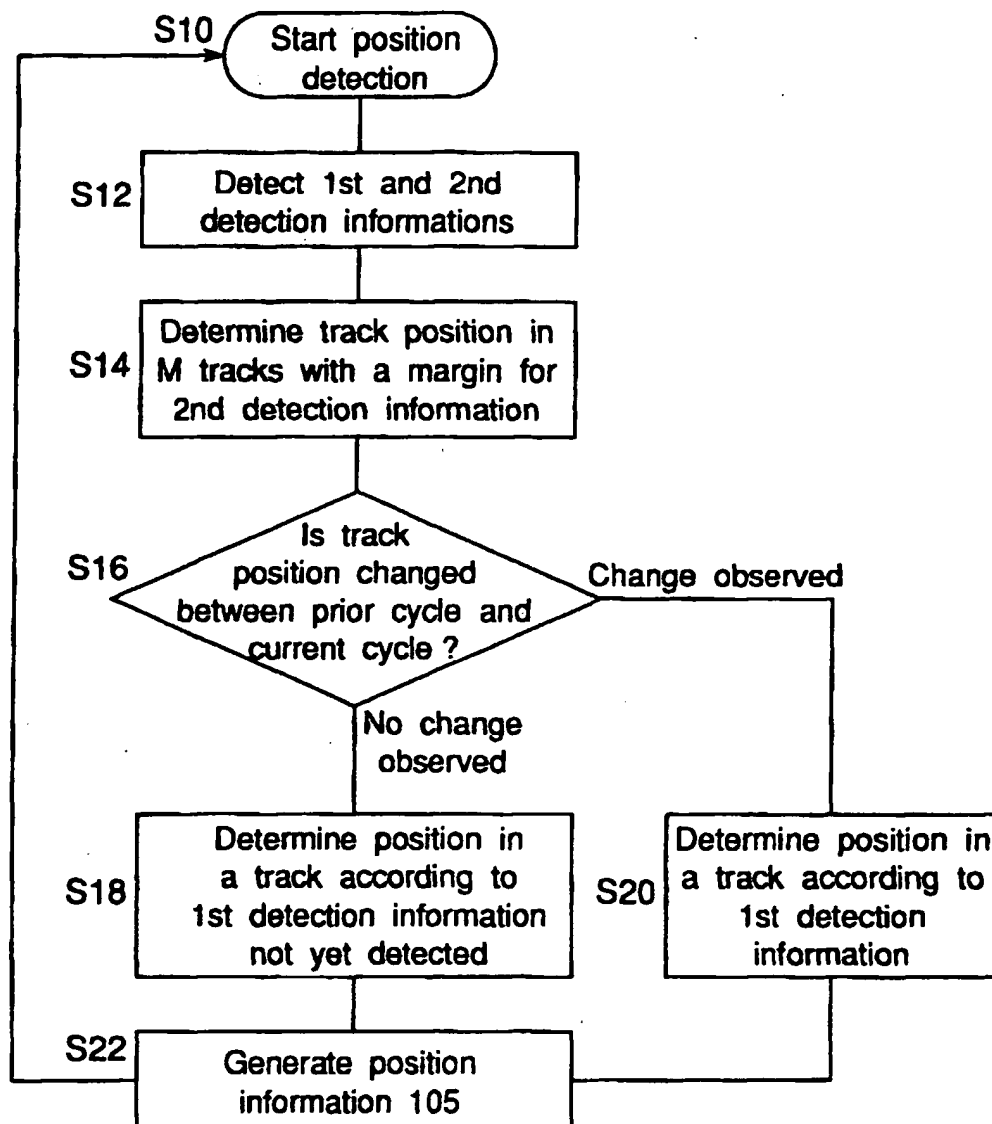 S10
Start position
detection
S12
Detect 1st and 2nd
detection informations
S14
Determine track position in
M tracks with a margin for
2nd detection information
S16
Is track
position changed
between prior cycle and
current cycle ?
Change observed
No change
observed
S18
Determine position in
a track according to
1st detection information
not yet detected
S20
Determine position in
a track according to
1st detection
information
S22
Generate position
information 105